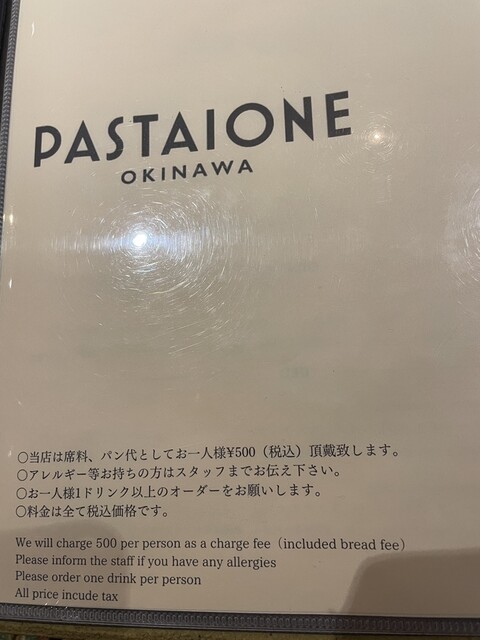 PASTAIONE
OKINAWA
○当店は席料、パン代としてお一人様¥500（税込）頂戴致します。
○アレルギー等お持ちの方はスタッフまでお伝え下さい。
○お一人様1ドリンク以上のオーダーをお願いします。
○料金は全て税込価格です。
We will charge 500 per person as a charge fee（included bread fee）
Please inform the staff if you have any allergies
Please order one drink per person
All price incude tax